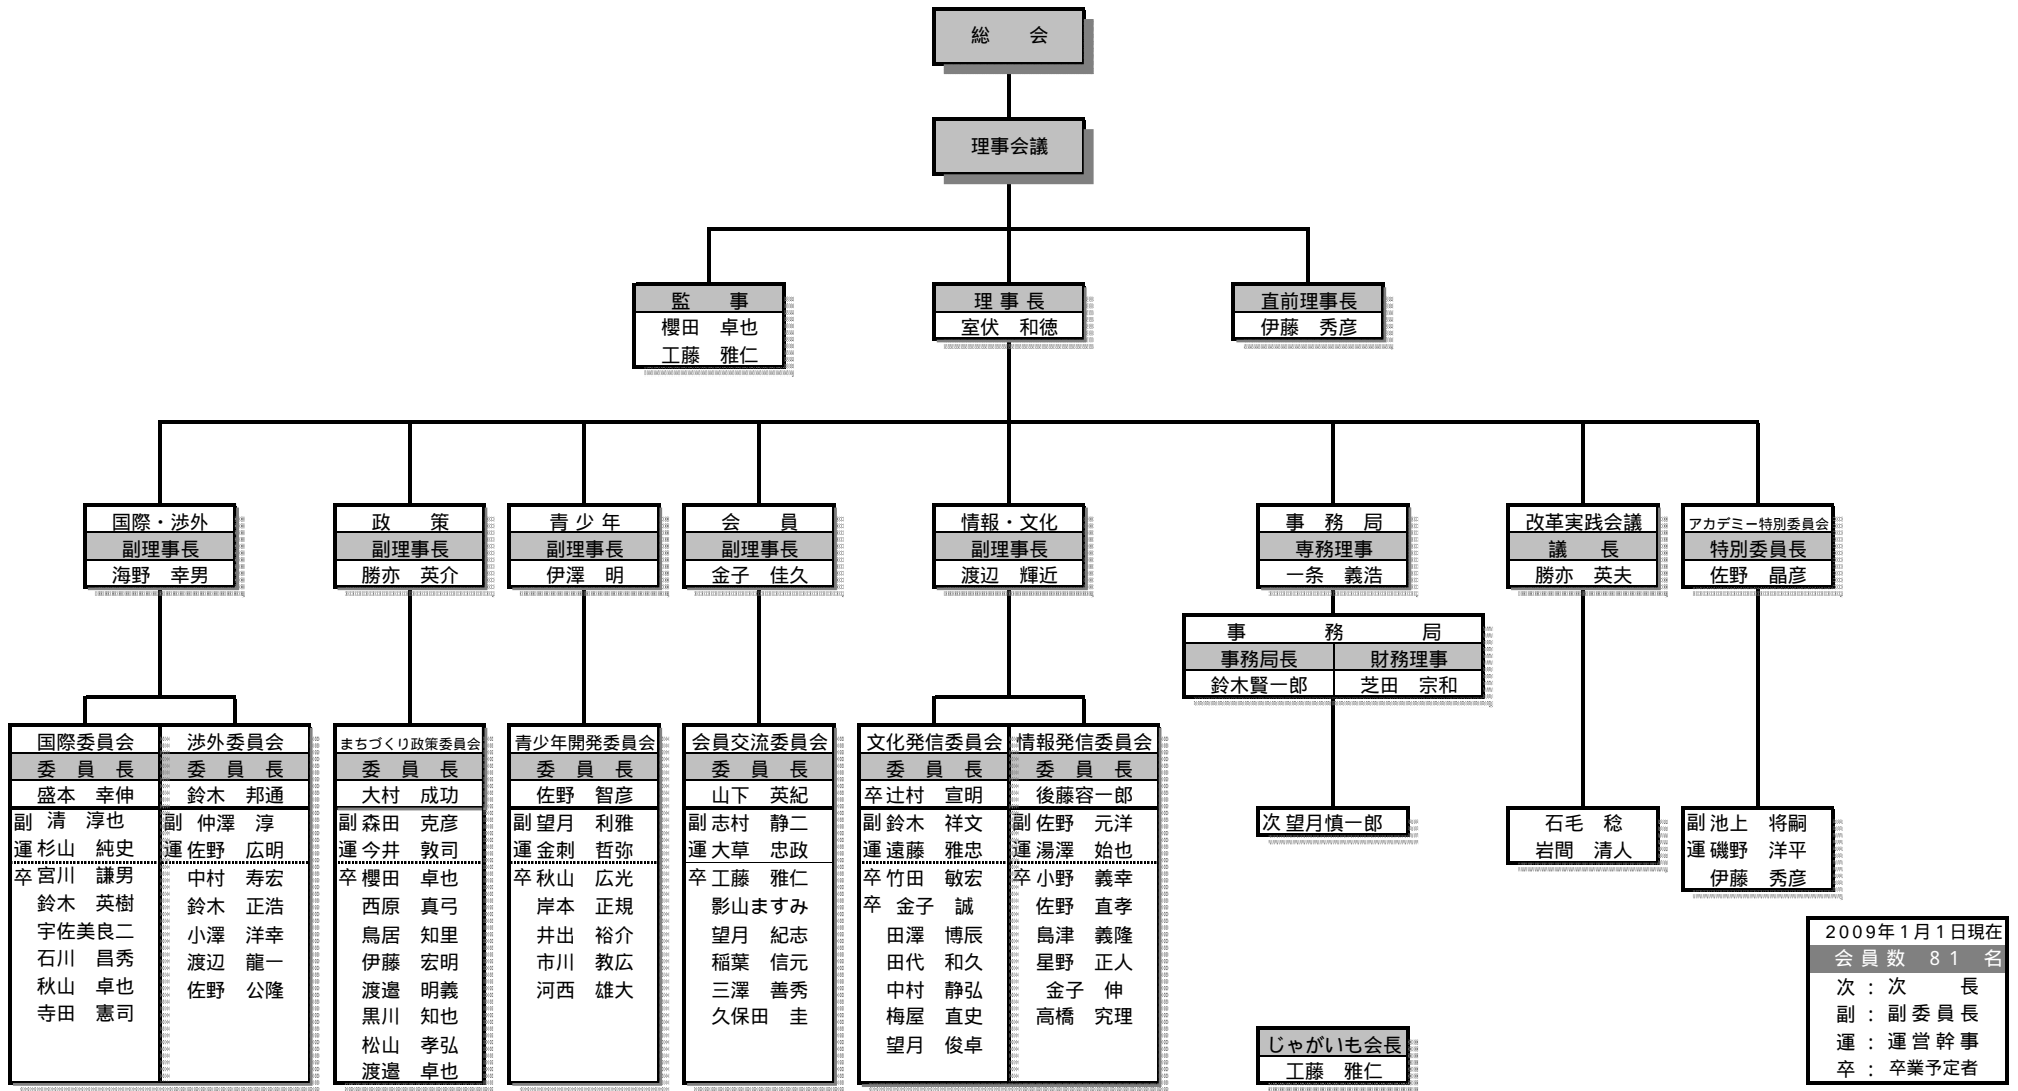 総　会
理事会議
監　事
櫻田　卓也
工藤　雅仁
理 事 長
室伏　和徳
直前理事長
伊藤　秀彦
国際・渉外
副理事長
海野　幸男
政　策
副理事長
勝亦　英介
青 少 年
副理事長
伊澤　明
会　員
副理事長
金子　佳久
情報・文化
副理事長
渡辺　輝近
事　務　局
専務理事
一条　義浩
改革実践会議
議　長
勝亦　英夫
アカデミー特別委員会
特別委員長
佐野　晶彦
事　務　局
事務局長
鈴木賢一郎
財務理事
芝田　宗和
次 望月慎一郎
国際委員会
委　員　長
盛本　幸伸
副 清　淳也
運 杉山　純史
卒 宮川　謙男
鈴木　英樹
宇佐美良二
石川　昌秀
秋山　卓也
寺田　憲司
渉外委員会
委　員　長
鈴木　邦通
副 仲澤　淳
運 佐野　広明
中村　寿宏
鈴木　正浩
小澤　洋幸
渡辺　龍一
佐野　公隆
まちづくり政策委員会
委　員　長
大村　成功
副 森田　克彦
運 今井　敦司
卒 櫻田　卓也
西原　真弓
鳥居　知里
伊藤　宏明
渡邉　明義
黒川　知也
松山　孝弘
渡邉　卓也
青少年開発委員会
委　員　長
佐野　智彦
副 望月　利雅
運 金刺　哲弥
卒 秋山　広光
岸本　正規
井出　裕介
市川　教広
河西　雄大
会員交流委員会
委　員　長
山下　英紀
副 志村　静二
運 大草　忠政
卒 工藤　雅仁
影山ますみ
望月　紀志
稲葉　信元
三澤　善秀
久保田　圭
文化発信委員会
委　員　長
卒 辻村　宣明
副 鈴木　祥文
運 遠藤　雅忠
卒 竹田　敏宏
卒 金子　誠
田澤　博辰
田代　和久
中村　静弘
梅屋　直史
望月　俊卓
情報発信委員会
委　員　長
後藤容一郎
副 佐野　元洋
運 湯澤　始也
卒 小野　義幸
佐野　直孝
島津　義隆
星野　正人
金子　伸
高橋　究理
石毛　稔
岩間　清人
副 池上　将嗣
運 磯野　洋平
伊藤　秀彦
じゃがいも会長
工藤　雅仁
2009年1月1日現在
会員数　81　名
次：次　長
副：副委員長
運：運営幹事
卒：卒業予定者